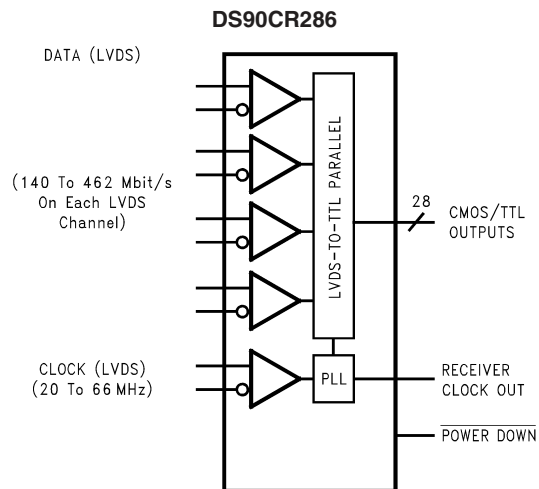 DS90CR286
DATA (LVDS)
(140 To 462 Mbit/s
On Each LVDS
Channel)
LVDS-TO-TTL PARALLEL
28
CMOS/TTL
OUTPUTS
CLOCK (LVDS)
(20 To 66 MHz)
PLL
RECEIVER
CLOCK OUT
POWER DOWN